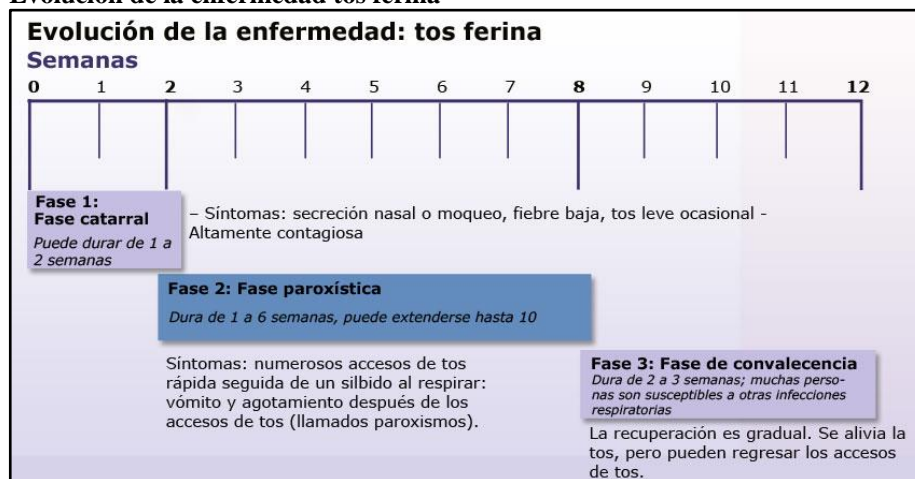 Evolución de la enfermedad tos ferina
Evolución de la enfermedad: tos ferina
Semanas
0 1 2 3 4 5 6 7 8 9 10 11 12
Fase 1:
Fase catarral
Puede durar de 1 a
2 semanas
– Síntomas: secreción nasal o moqueo, fiebre baja, tos leve ocasional -
Altamente contagiosa
Fase 2: Fase paroxística
Dura de 1 a 6 semanas, puede extenderse hasta 10
Síntomas: numerosos accesos de tos
rápida seguida de un silbido al respirar:
vómito y agotamiento después de los
accesos de tos (llamados paroxismos).
Fase 3: Fase de convalecencia
Dura de 2 a 3 semanas; muchas perso-
nas son susceptibles a otras infecciones
respiratorias
La recuperación es gradual. Se alivia la
tos, pero pueden regresar los accesos
de tos.